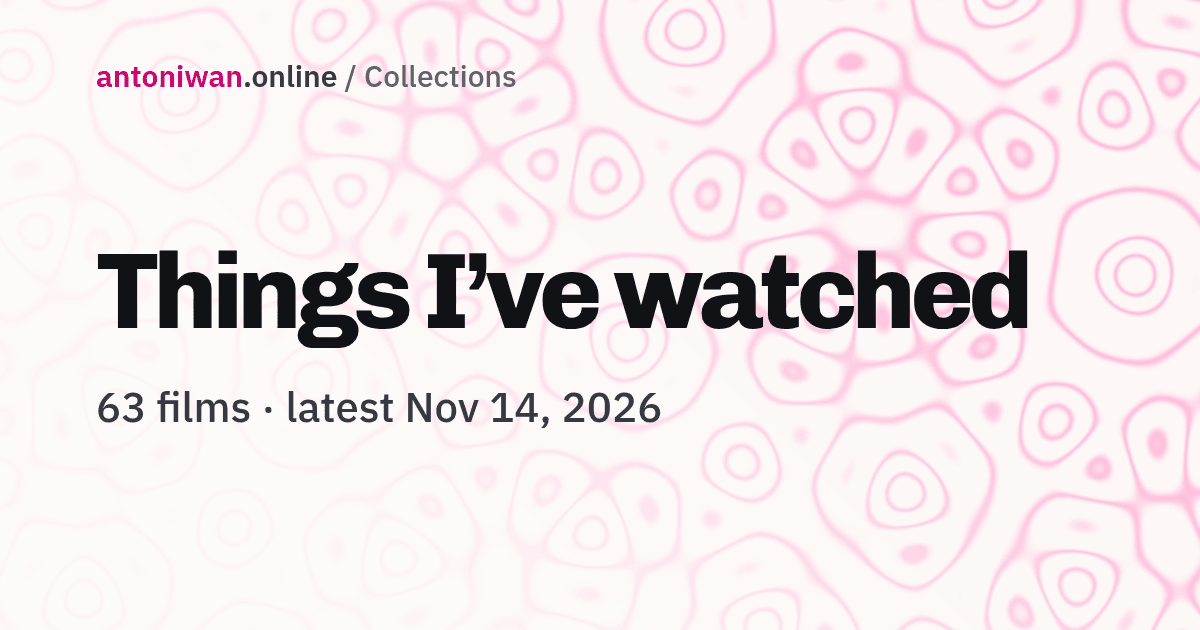 antoniwan.online / Collections
Things I’ve watched
63 films · latest Nov 14, 2026